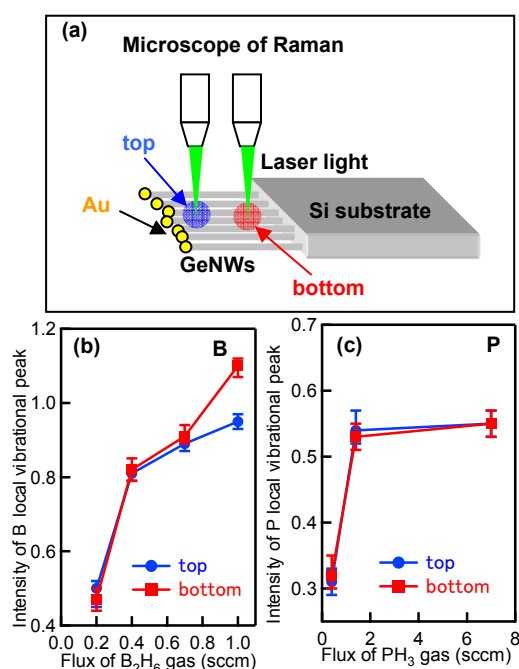 (a)
Microscope of Raman
top
Laser light
Au
Si substrate
GeNWs
bottom
(b)
B
Intensity of B local vibrational peak
1.2
1.0
0.8
0.6
0.4
top
bottom
0.0 0.2 0.4 0.6 0.8 1.0
Flux of B₂H₆ gas (sccm)
(c)
P
Intensity of P local vibrational peak
0.7
0.6
0.5
0.4
0.3
top
bottom
0 2 4 6 8
Flux of PH₃ gas (sccm)